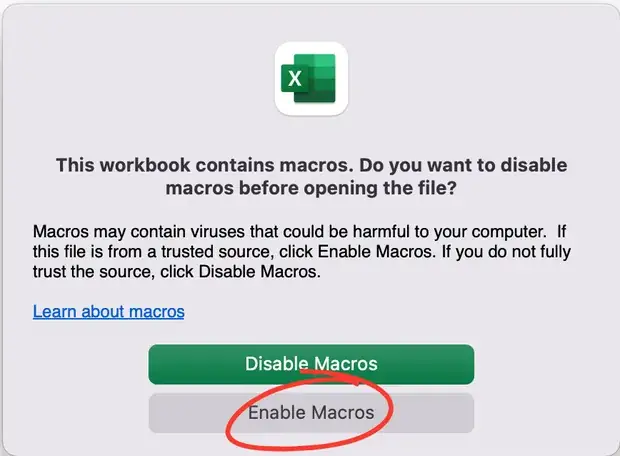 X
This workbook contains macros. Do you want to disable
macros before opening the file?
Macros may contain viruses that could be harmful to your computer.  If
this file is from a trusted source, click Enable Macros. If you do not fully
trust the source, click Disable Macros.
Learn about macros
Disable Macros
Enable Macros